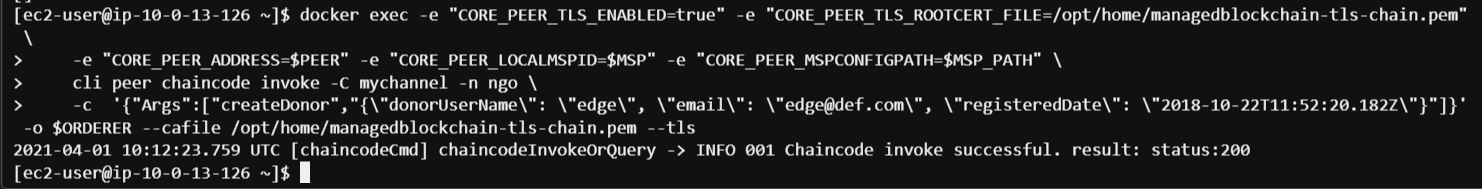 [ec2-user@ip-10-0-13-126 ~]$ docker exec -e "CORE_PEER_TLS_ENABLED=true" -e "CORE_PEER_TLS_ROOTCERT_FILE=/opt/home/managedblockchain-tls-chain.pem"
 \
>     -e "CORE_PEER_ADDRESS=$PEER" -e "CORE_PEER_LOCALMSPID=$MSP" -e "CORE_PEER_MSPCONFIGPATH=$MSP_PATH" \
>     cli peer chaincode invoke -C mychannel -n ngo \
>     -c  '{"Args":["createDonor","{\"donorUserName\": \"edge\", \"email\": \"edge@def.com\", \"registeredDate\": \"2018-10-22T11:52:20.182Z\"}"]}'
 -o $ORDERER --cafile /opt/home/managedblockchain-tls-chain.pem --tls
2021-04-01 10:12:23.759 UTC [chaincodeCmd] chaincodeInvokeOrQuery -> INFO 001 Chaincode invoke successful. result: status:200
[ec2-user@ip-10-0-13-126 ~]$